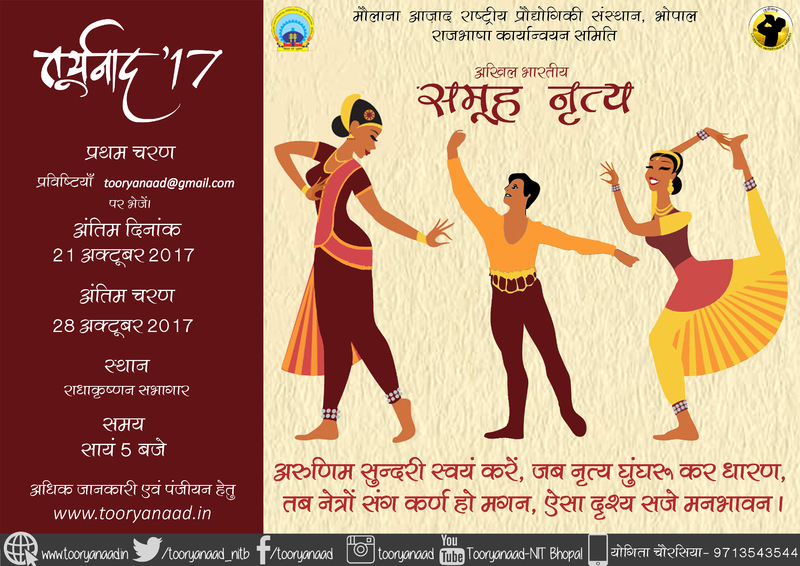 तूर्यनाद '17
प्रथम चरण
प्रविष्टियाँ tooryanaad@gmail.com
पर भेजें।
अंतिम दिनांक
21 अक्टूबर 2017
अंतिम चरण
28 अक्टूबर 2017
स्थान
राधाकृष्णन सभागार
समय
सायं 5 बजे
अधिक जानकारी एवं पंजीयन हेतु
www.tooryanaad.in
मौलाना आज़ाद राष्ट्रीय प्रौद्योगिकी संस्थान, भोपाल
राजभाषा कार्यान्वयन समिति
अखिल भारतीय
समूह नृत्य
अरुणिम सुन्दरी स्वयं करें, जब नृत्य घुंघरू कर धारण,
तब नेत्रों संग कर्ण हो मगन, ऐसा दृश्य सजे मनभावन।
www.tooryanaad.in /tooryanaad_nitb /tooryanaad tooryanaad You Tube Tooryanaad-NIT Bhopal योगिता चौरसिया- 9713543544